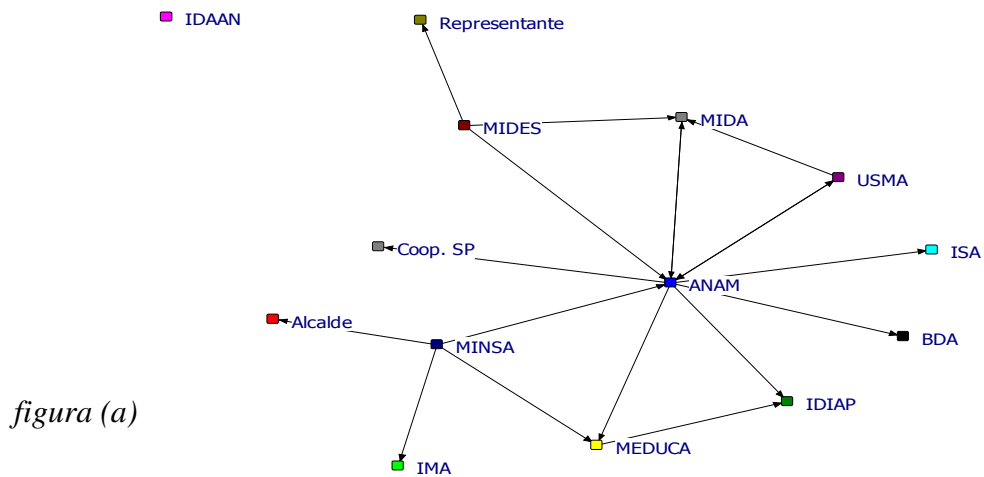 IDAAN
Representante
MIDES
MIDA
USMA
Coop. SP
ISA
ANAM
Alcalde
MINSA
BDA
figura (a)
IDIAP
MEDUCA
IMA